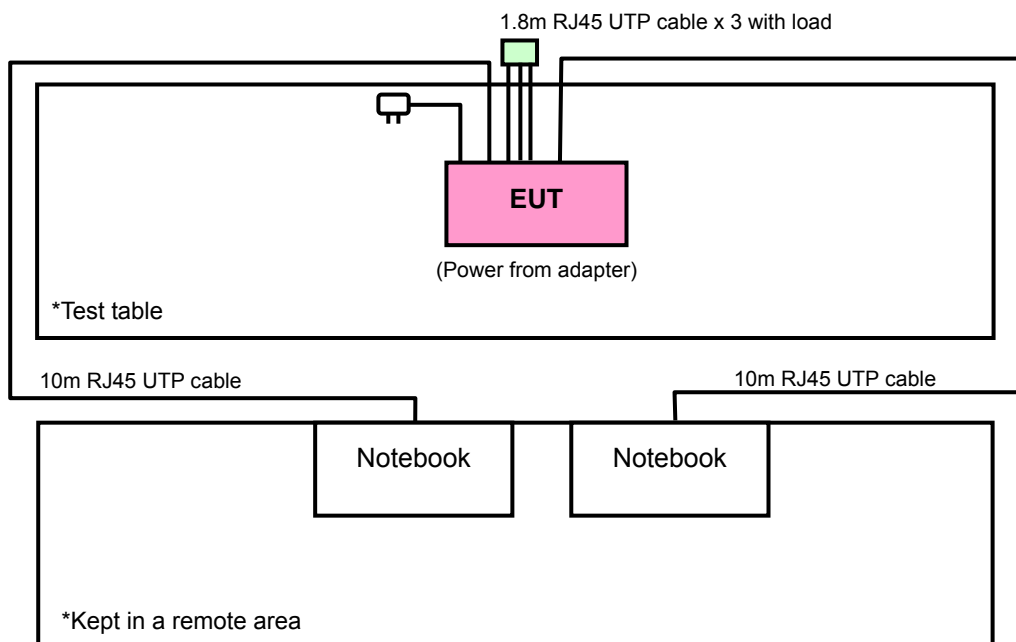 1.8m RJ45 UTP cable x 3 with load
EUT
(Power from adapter)
*Test table
10m RJ45 UTP cable
10m RJ45 UTP cable
Notebook
Notebook
*Kept in a remote area